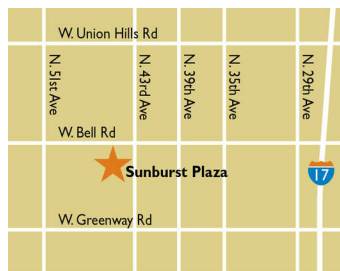 W. Union Hills Rd
N. 51st Ave
N. 43rd Ave
N. 39th Ave
N. 35th Ave
N. 29th Ave
W. Bell Rd
Sunburst Plaza
17
W. Greenway Rd